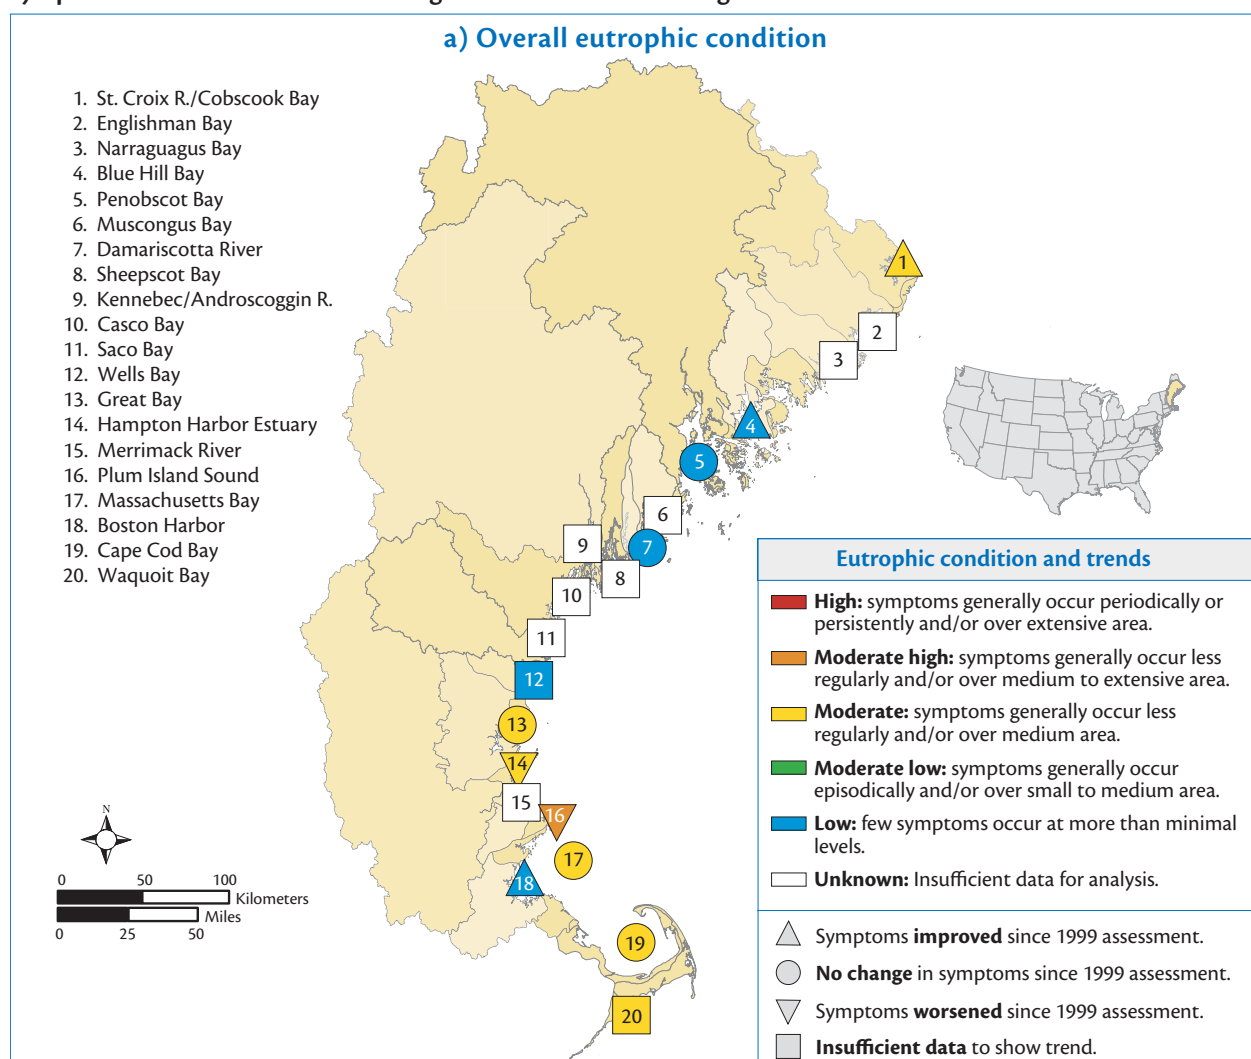 a) Overall eutrophic condition
1. St. Croix R./Cobscook Bay
2. Englishman Bay
3. Narraguagus Bay
4. Blue Hill Bay
5. Penobscot Bay
6. Muscongus Bay
7. Damariscotta River
8. Sheepscot Bay
9. Kennebec/Androscoggin R.
10. Casco Bay
11. Saco Bay
12. Wells Bay
13. Great Bay
14. Hampton Harbor Estuary
15. Merrimack River
16. Plum Island Sound
17. Massachusetts Bay
18. Boston Harbor
19. Cape Cod Bay
20. Waquoit Bay
1
2
3
4
5
6
7
8
9
10
11
12
13
14
15
16
17
18
19
20
N
0 50 100
Kilometers
Miles
0 25 50
Eutrophic condition and trends
High: symptoms generally occur periodically or
persistently and/or over extensive area.
Moderate high: symptoms generally occur less
regularly and/or over medium to extensive area.
Moderate: symptoms generally occur less
regularly and/or over medium area.
Moderate low: symptoms generally occur
episodically and/or over small to medium area.
Low: few symptoms occur at more than minimal
levels.
Unknown: Insufficient data for analysis.
Symptoms improved since 1999 assessment.
No change in symptoms since 1999 assessment.
Symptoms worsened since 1999 assessment.
Insufficient data to show trend.